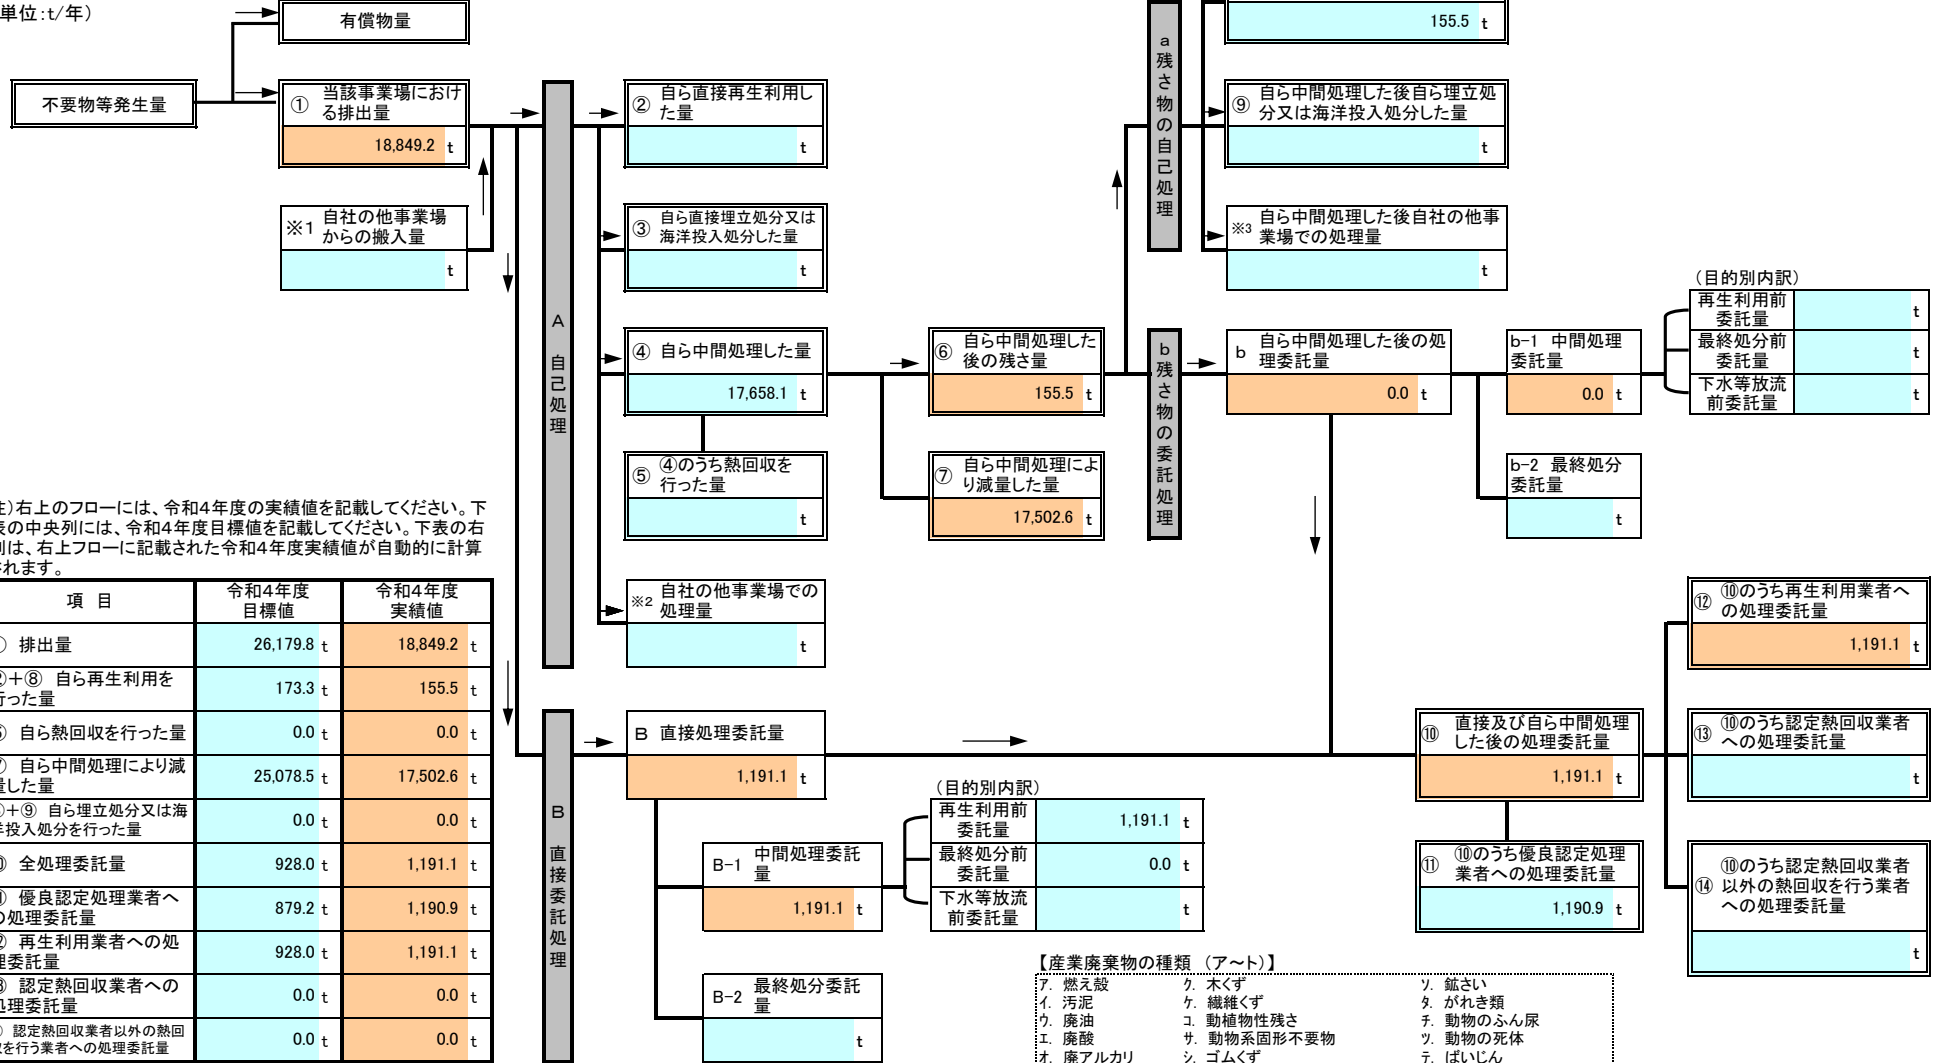 単位:t/年）
有償物量
不要物等発生量
① 当該事業場におけ
る排出量
18,849.2 t
※1 自社の他事業場
からの搬入量
t
A 自己処理
② 自ら直接再生利用し
た量
t
③ 自ら直接埋立処分又は
海洋投入処分した量
t
④ 自ら中間処理した量
17,658.1 t
⑤ ④のうち熱回収を
行った量
t
※2 自社の他事業場での
処理量
t
⑥ 自ら中間処理した
後の残さ量
155.5 t
⑦ 自ら中間処理によ
り減量した量
17,502.6 t
a 残さ物の自己処理
155.5 t
⑨ 自ら中間処理した後自ら埋立処
分又は海洋投入処分した量
t
※3 自ら中間処理した後自社の他事
業場での処理量
t
b 残さ物の委託処理
b 自ら中間処理した後の処
理委託量
0.0 t
b-1 中間処理
委託量
0.0 t
b-2 最終処分
委託量
t
（目的別内訳）
再生利用前
委託量
t
最終処分前
委託量
t
下水等放流
前委託量
t
注）右上のフローには、令和４年度の実績値を記載してください。下
表の中央列には、令和４年度目標値を記載してください。下表の右
列は、右上フローに記載された令和４年度実績値が自動的に計算
されます。
項 目
令和４年度
目標値
令和４年度
実績値
① 排出量
26,179.8 t
18,849.2 t
②＋⑧ 自ら再生利用を
行った量
173.3 t
155.5 t
⑤ 自ら熱回収を行った量
0.0 t
0.0 t
⑦ 自ら中間処理により減
量した量
25,078.5 t
17,502.6 t
③＋⑨ 自ら埋立処分又は海
洋投入処分を行った量
0.0 t
0.0 t
⑩ 全処理委託量
928.0 t
1,191.1 t
⑪ 優良認定処理業者へ
の処理委託量
879.2 t
1,190.9 t
⑫ 再生利用業者への処
理委託量
928.0 t
1,191.1 t
⑬ 認定熱回収業者への
処理委託量
0.0 t
0.0 t
⑭ 認定熱回収業者以外の熱回
収を行う業者への処理委託量
0.0 t
0.0 t
B 直接委託処理
B 直接処理委託量
1,191.1 t
B-1 中間処理委託
量
1,191.1 t
B-2 最終処分委託
量
t
（目的別内訳）
再生利用前
委託量
1,191.1 t
最終処分前
委託量
0.0 t
下水等放流
前委託量
t
⑩ 直接及び自ら中間処理
した後の処理委託量
1,191.1 t
⑪ ⑩のうち優良認定処理
業者への処理委託量
1,190.9 t
⑫ ⑩のうち再生利用業者へ
の処理委託量
1,191.1 t
⑬ ⑩のうち認定熱回収業者
への処理委託量
t
⑭ ⑩のうち認定熱回収業者
以外の熱回収を行う業者
への処理委託量
t
【産業廃棄物の種類 （ア～ト）】
ア. 燃え殻 ク. 木くず ソ. 鉱さい
イ. 汚泥 ケ. 繊維くず タ. がれき類
ウ. 廃油 コ. 動植物性残さ チ. 動物のふん尿
エ. 廃酸 サ. 動物系固形不要物 ツ. 動物の死体
オ. 廃アルカリ シ. ゴムくず テ. ばいじん